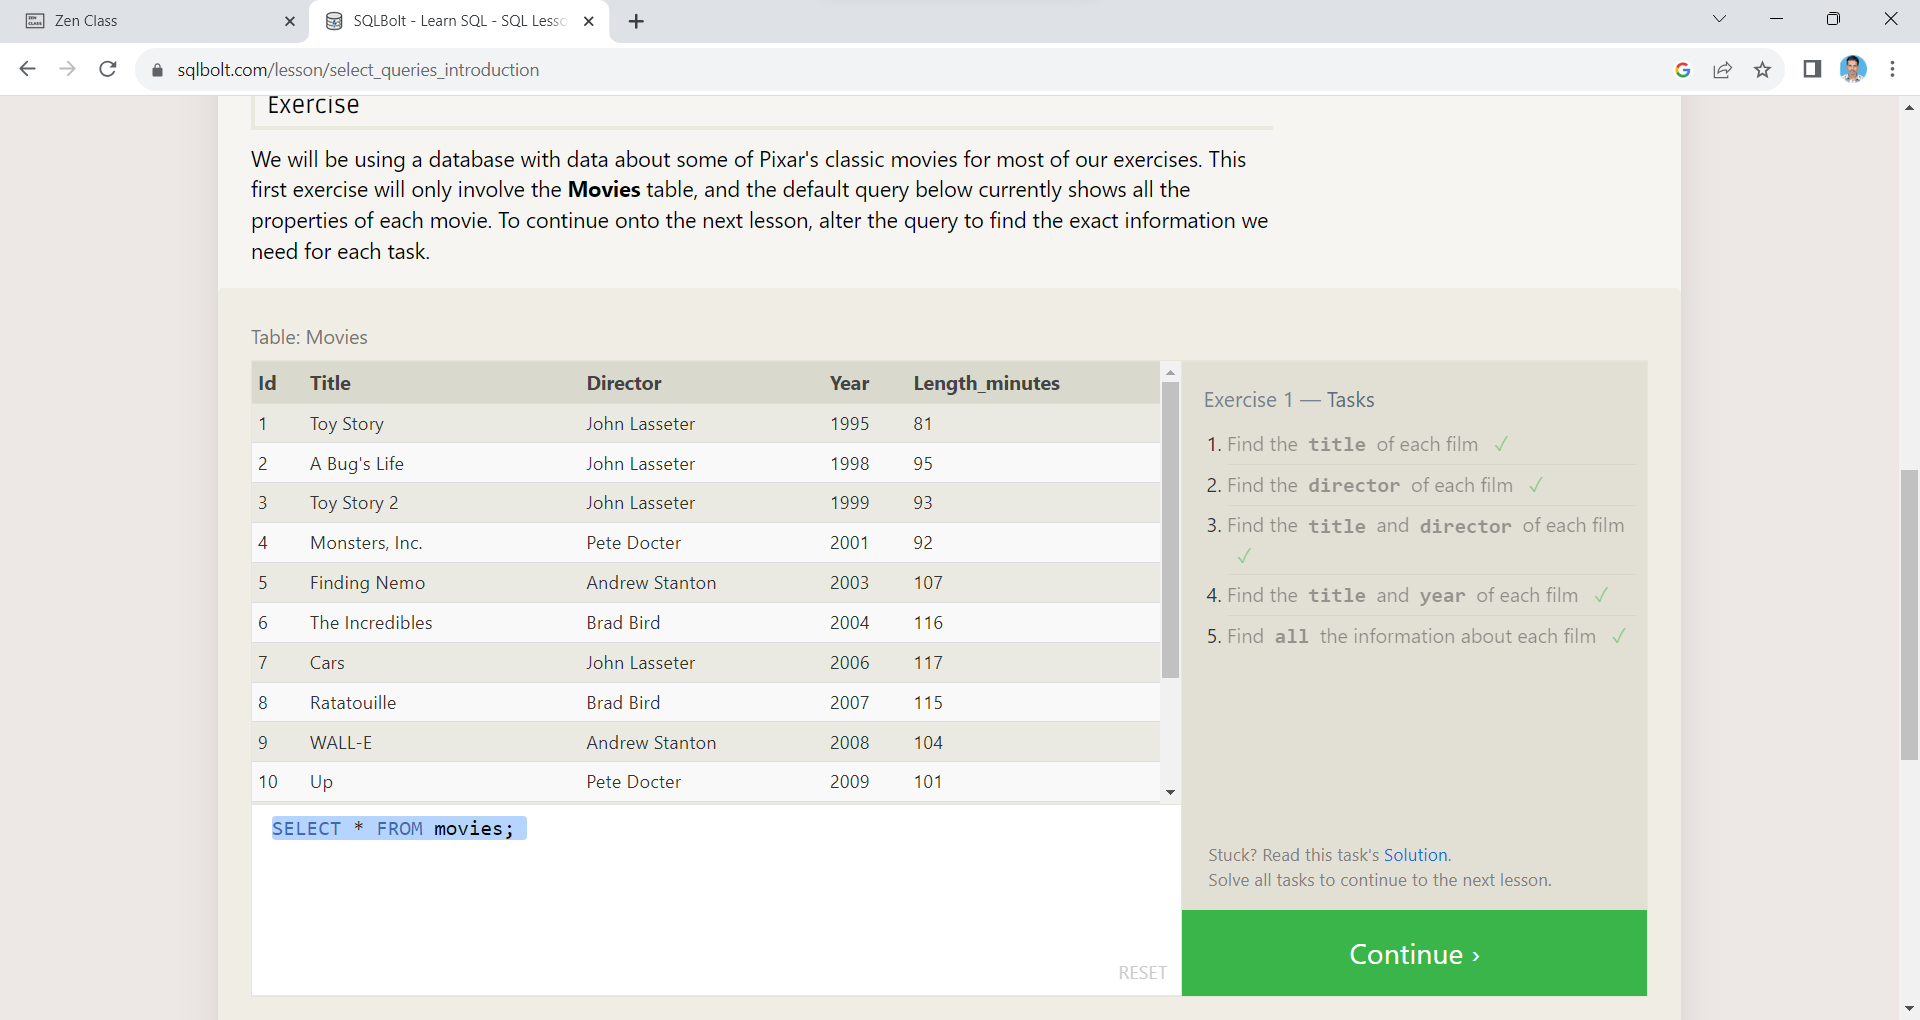 Zen Class
SQLBolt - Learn SQL - SQL Lesso
sqlbolt.com/lesson/select_queries_introduction
Exercise
We will be using a database with data about some of Pixar's classic movies for most of our exercises. This
first exercise will only involve the Movies table, and the default query below currently shows all the
properties of each movie. To continue onto the next lesson, alter the query to find the exact information we
need for each task.
Table: Movies
Id Title Director Year Length_minutes
1 Toy Story John Lasseter 1995 81
2 A Bug's Life John Lasseter 1998 95
3 Toy Story 2 John Lasseter 1999 93
4 Monsters, Inc. Pete Docter 2001 92
5 Finding Nemo Andrew Stanton 2003 107
6 The Incredibles Brad Bird 2004 116
7 Cars John Lasseter 2006 117
8 Ratatouille Brad Bird 2007 115
9 WALL-E Andrew Stanton 2008 104
10 Up Pete Docter 2009 101
SELECT * FROM movies;
RESET
Exercise 1 — Tasks
1. Find the title of each film ✓
2. Find the director of each film ✓
3. Find the title and director of each film
✓
4. Find the title and year of each film ✓
5. Find all the information about each film ✓
Stuck? Read this task's Solution.
Solve all tasks to continue to the next lesson.
Continue ›